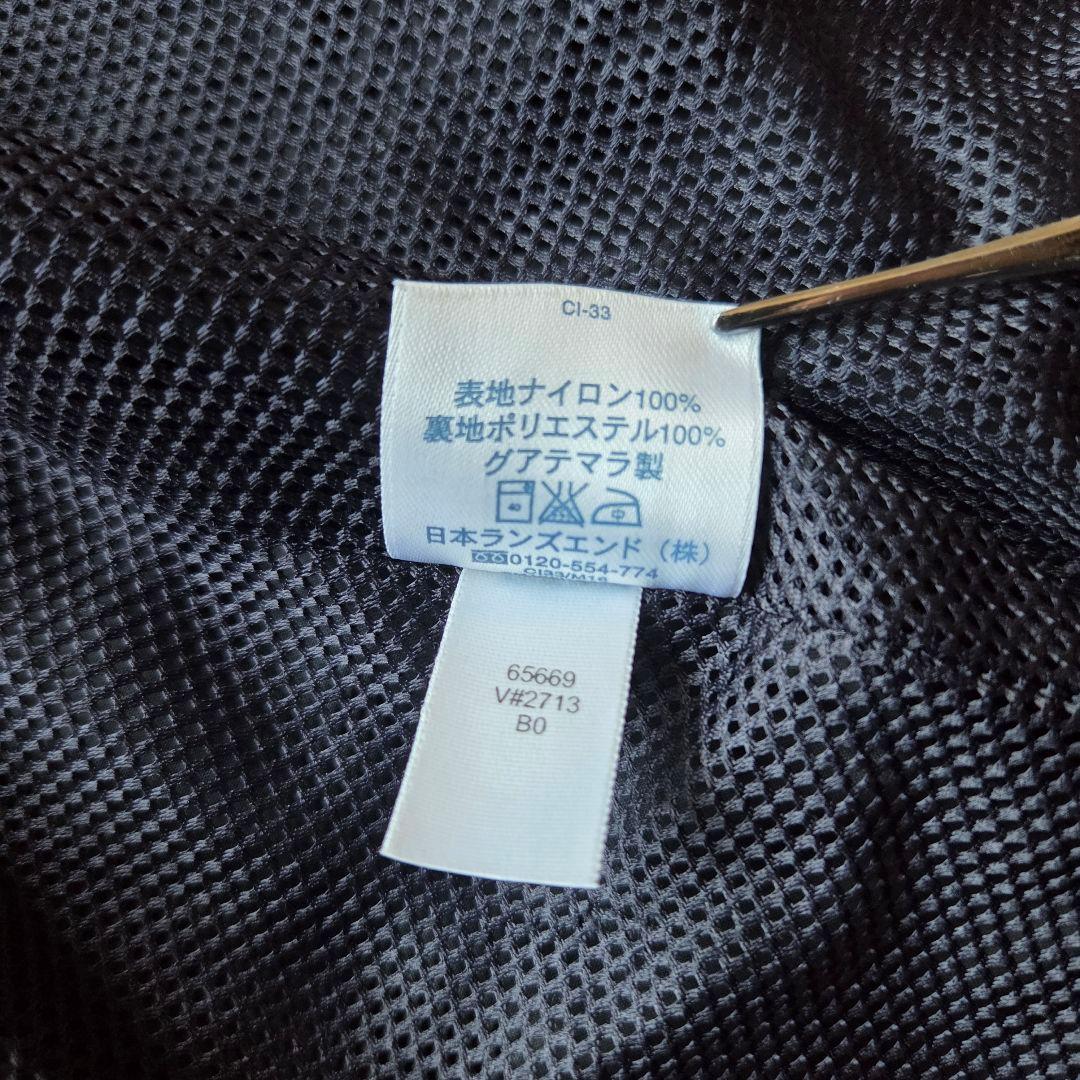 CI-33
表地ナイロン100%
裏地ポリエステル100%
グアテマラ製
40 中
日本ランズエンド（株）
0120-554-774
65669
V#2713
B0